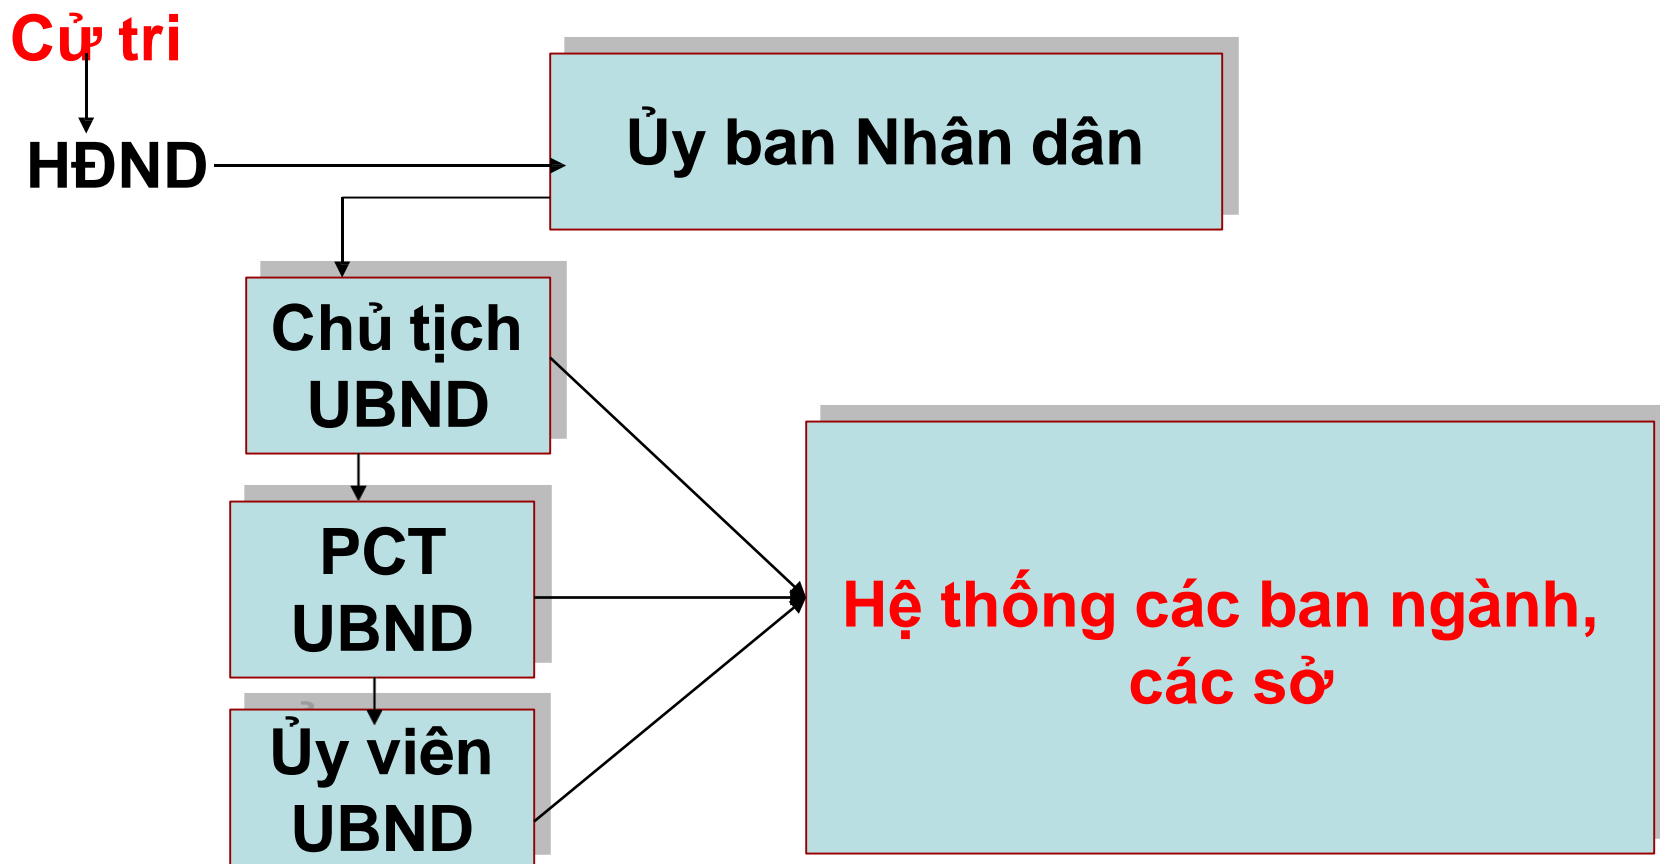 Cử tri
Ủy ban Nhân dân
HĐND
Chủ tịch
UBND
PCT
UBND
Hệ thống các ban ngành,
các sở
Ủy viên
UBND